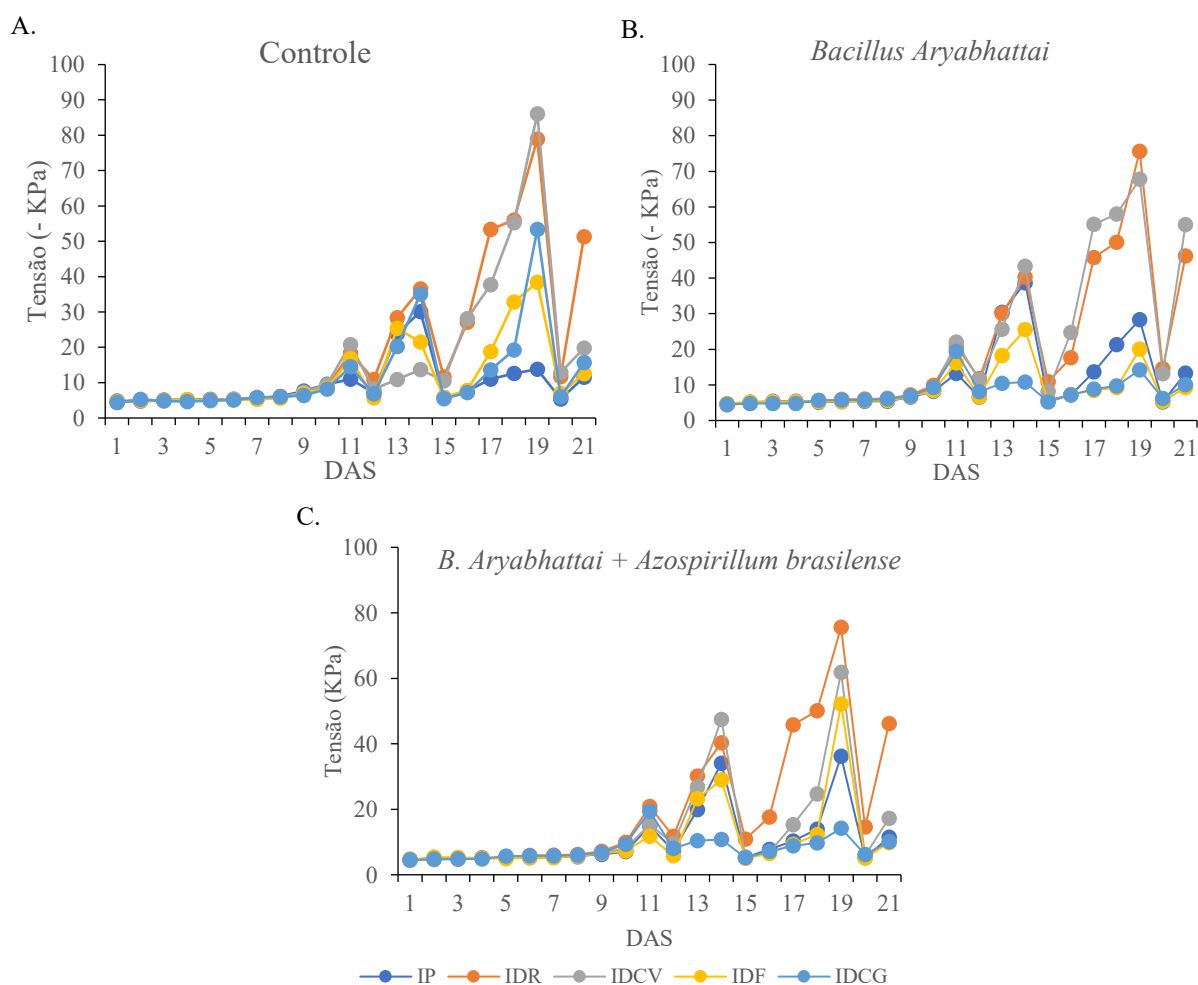 A.
Controle
100
90
80
70
60
50
40
30
20
10
0
Tensão (- KPa)
1 3 5 7 9 11 13 15 17 19 21
DAS
B.
Bacillus Aryabhattai
100
90
80
70
60
50
40
30
20
10
0
Tensão (- KPa)
1 3 5 7 9 11 13 15 17 19 21
DAS
C.
B. Aryabhattai + Azospirillum brasilense
100
80
60
40
20
0
Tensão (KPa)
1 3 5 7 9 11 13 15 17 19 21
DAS
IP IDR IDCV IDF IDCG